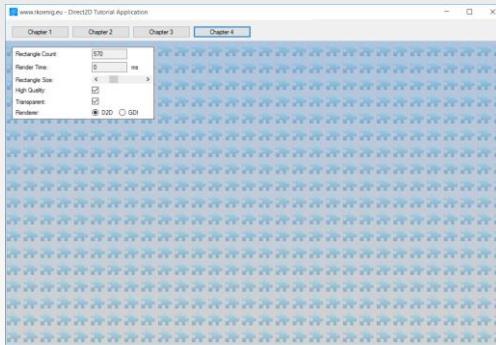 www.rkoenig.eu - Direct2D Tutorial Application
Chapter 1 Chapter 2 Chapter 3 Chapter 4
Rectangle Count: 570
Render Time: 0 ms
Rectangle Size:
High Quality:
Transparent:
Renderer: D2D GDI